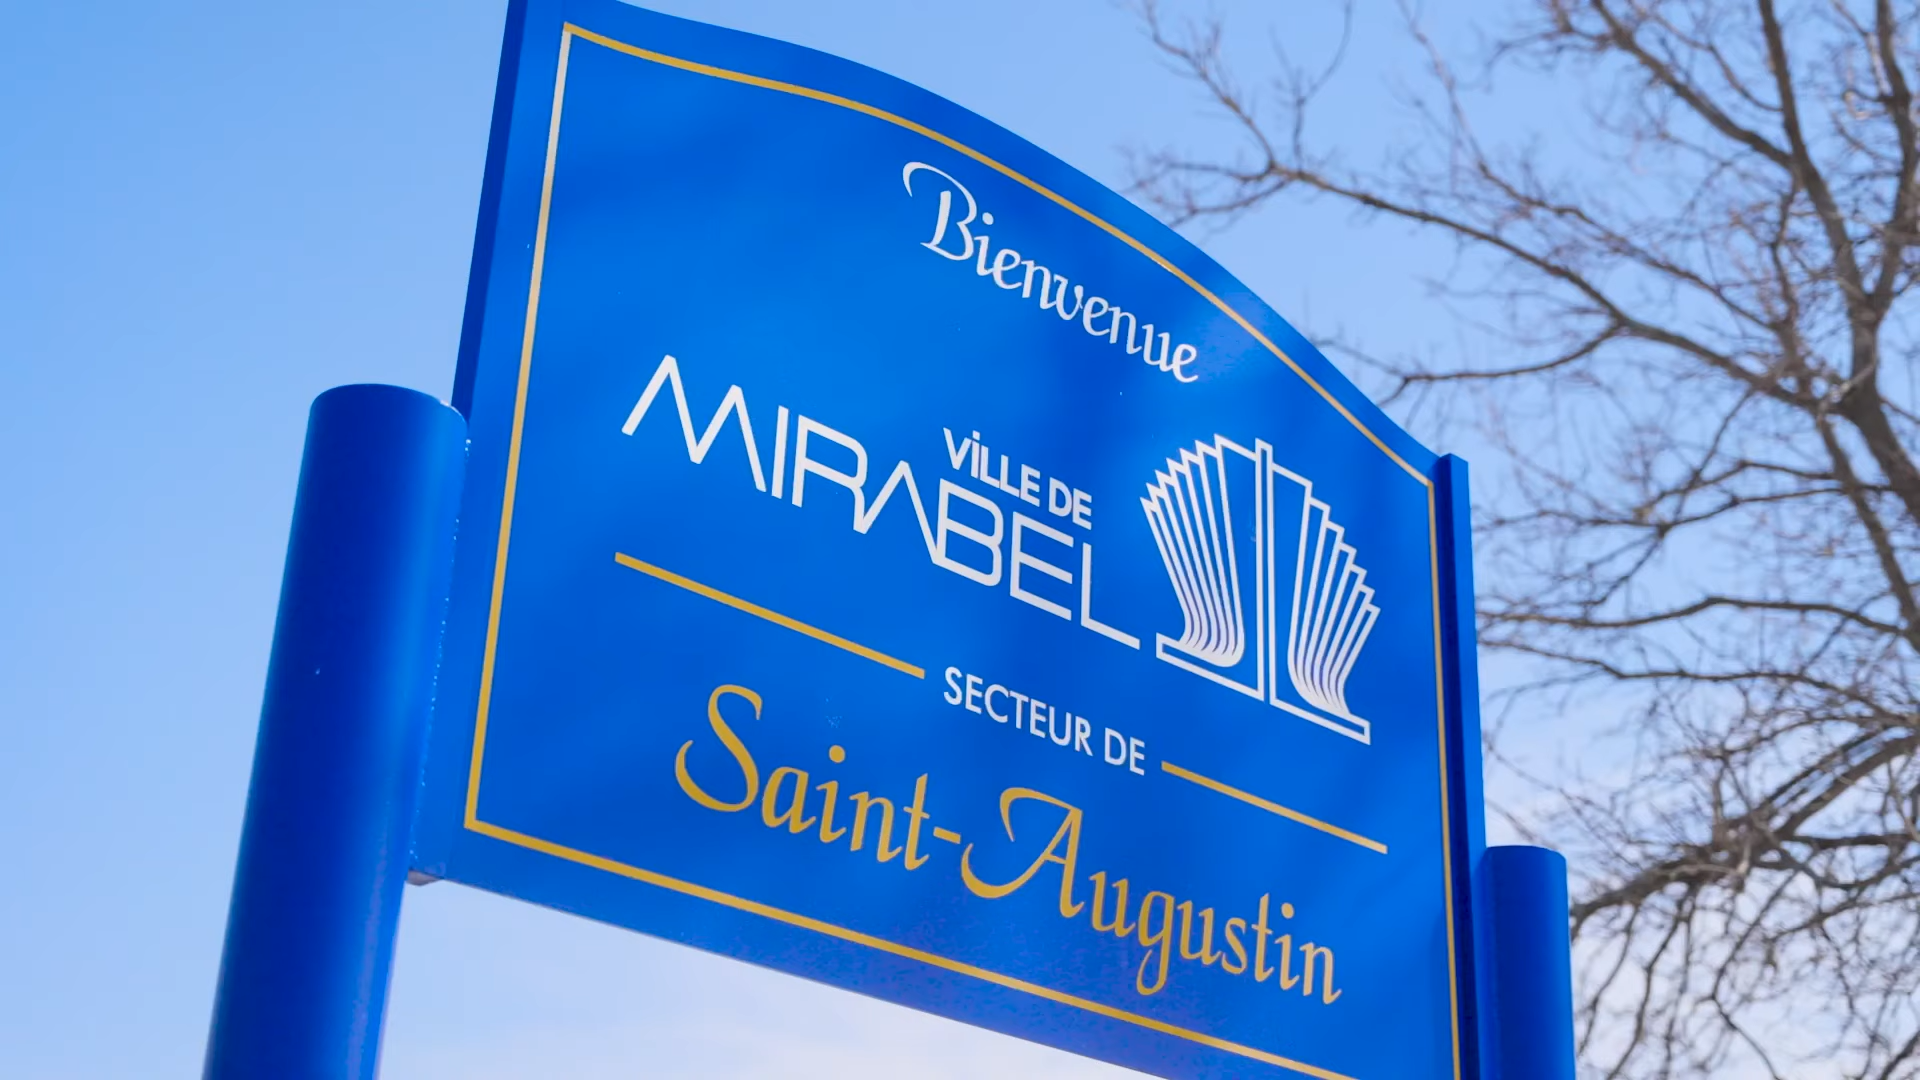 Bienvenue
ViLLE DE
MIRABEL
SECTEUR DE
Saint-Augustin